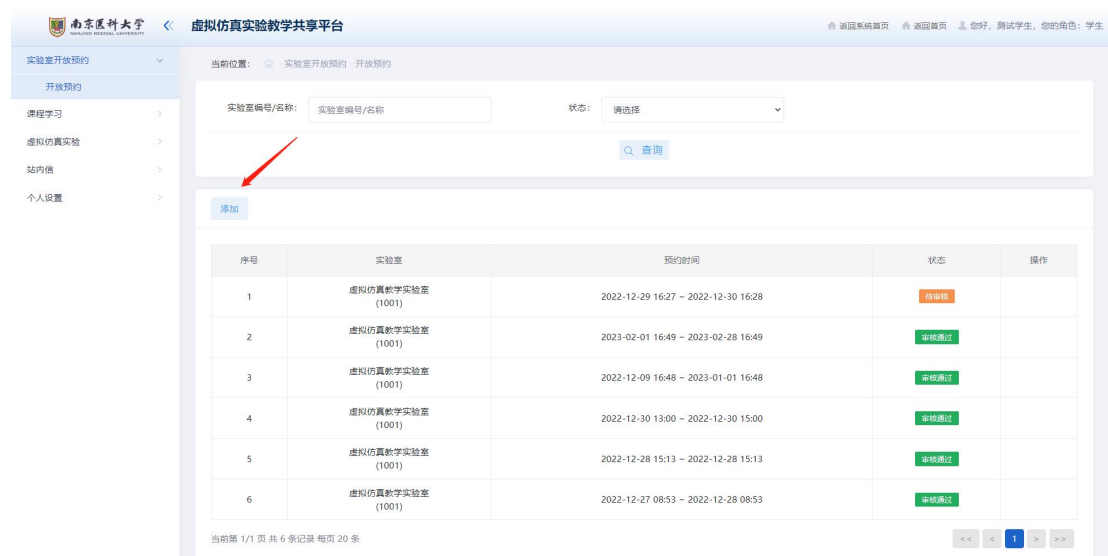 南京医科大学
NANJING MEDICAL UNIVERSITY
虚拟仿真实验教学共享平台
返回系统首页 返回首页 您好, 测试学生, 您的角色: 学生
实验室开放预约
开放预约
课程学习
虚拟仿真实验
站内信
个人设置
当前位置: 实验室开放预约 · 开放预约
实验室编号/名称: 实验室编号/名称 状态: 请选择
查询
添加
序号 实验室 预约时间 状态 操作
1 虚拟仿真教学实验室 (1001) 2022-12-29 16:27 ~ 2022-12-30 16:28 待审核
2 虚拟仿真教学实验室 (1001) 2023-02-01 16:49 ~ 2023-02-28 16:49 审核通过
3 虚拟仿真教学实验室 (1001) 2022-12-09 16:48 ~ 2023-01-01 16:48 审核通过
4 虚拟仿真教学实验室 (1001) 2022-12-30 13:00 ~ 2022-12-30 15:00 审核通过
5 虚拟仿真教学实验室 (1001) 2022-12-28 15:13 ~ 2022-12-28 15:13 审核通过
6 虚拟仿真教学实验室 (1001) 2022-12-27 08:53 ~ 2022-12-28 08:53 审核通过
当前第 1/1 页 共 6 条记录 每页 20 条 << < 1 > >>